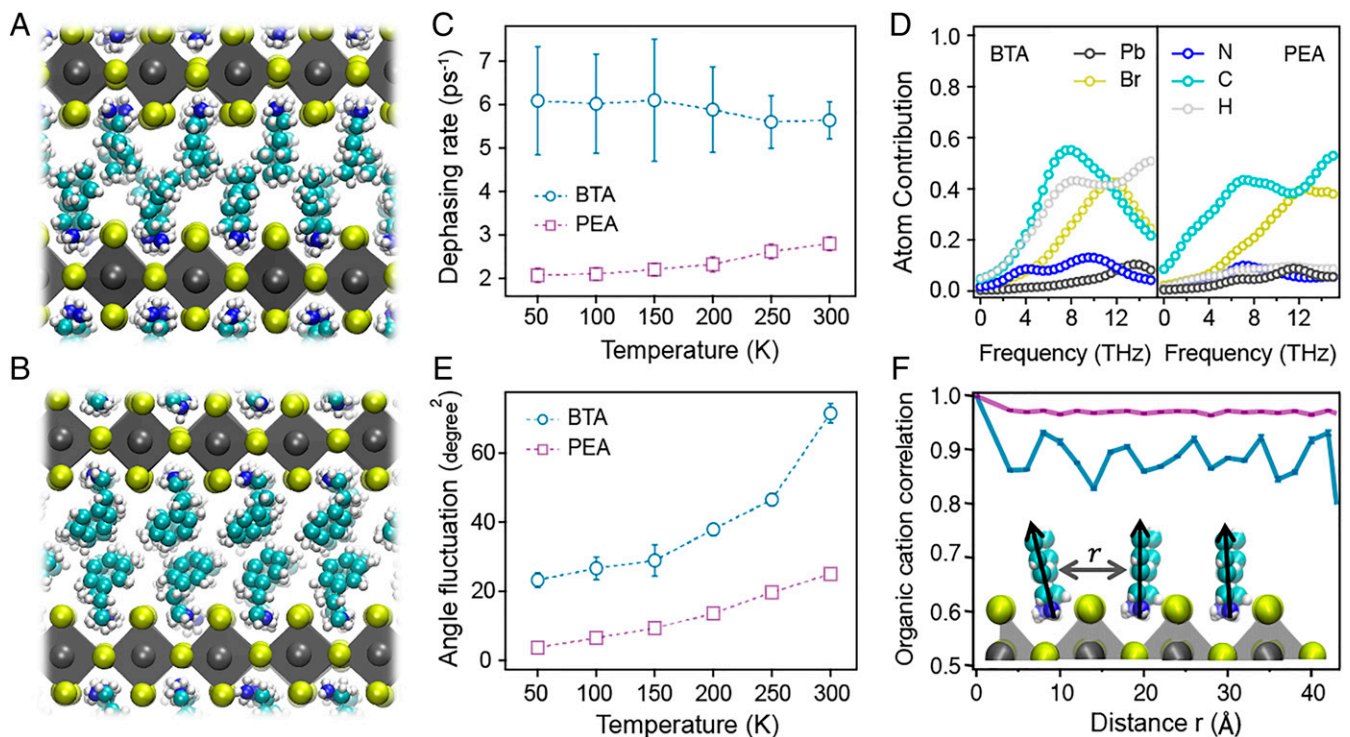 A
B
C
Dephasing rate (ps⁻¹)
7
6
5
4
3
2
BTA
PEA
50 100 150 200 250 300
Temperature (K)
D
Atom Contribution
1.0
0.8
0.6
0.4
0.2
0.0
BTA
Pb
Br
N
C
H
PEA
0 4 8 12
0 4 8 12
Frequency (THz)
Frequency (THz)
E
Angle fluctuation (degree²)
60
40
20
0
BTA
PEA
50 100 150 200 250 300
Temperature (K)
F
Organic cation correlation
1.0
0.9
0.8
0.7
0.6
0.5
r
0 10 20 30 40
Distance r (Å)